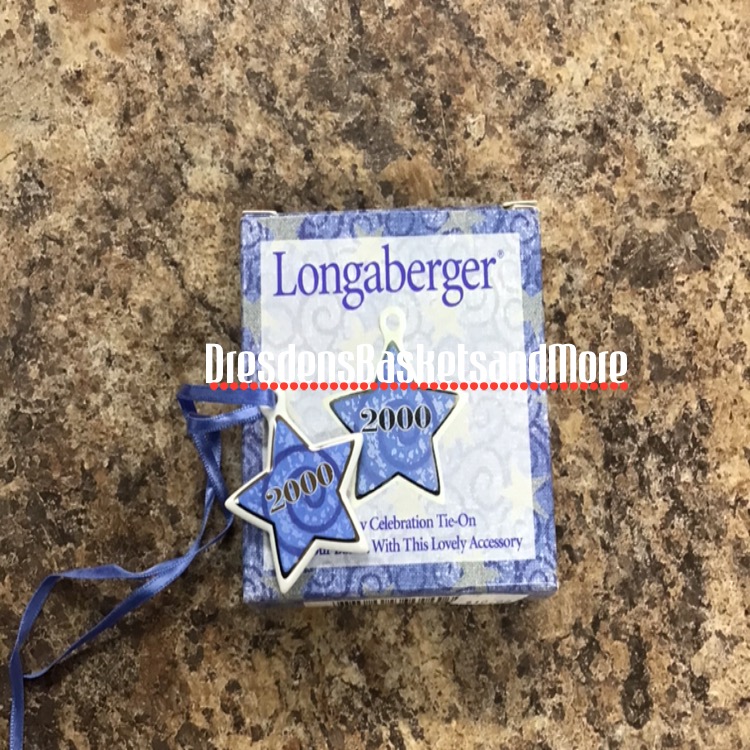 Longaberger®
DresdensBasketsandMore
2000
2000
Celebration Tie-On
With This Lovely Accessory